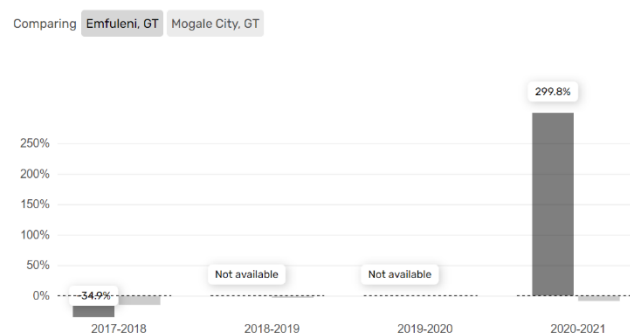 Comparing Emfuleni, GT Mogale City, GT
299.8%
250%
200%
150%
100%
50%
Not available Not available
0%
-34.9%
2017-2018 2018-2019 2019-2020 2020-2021